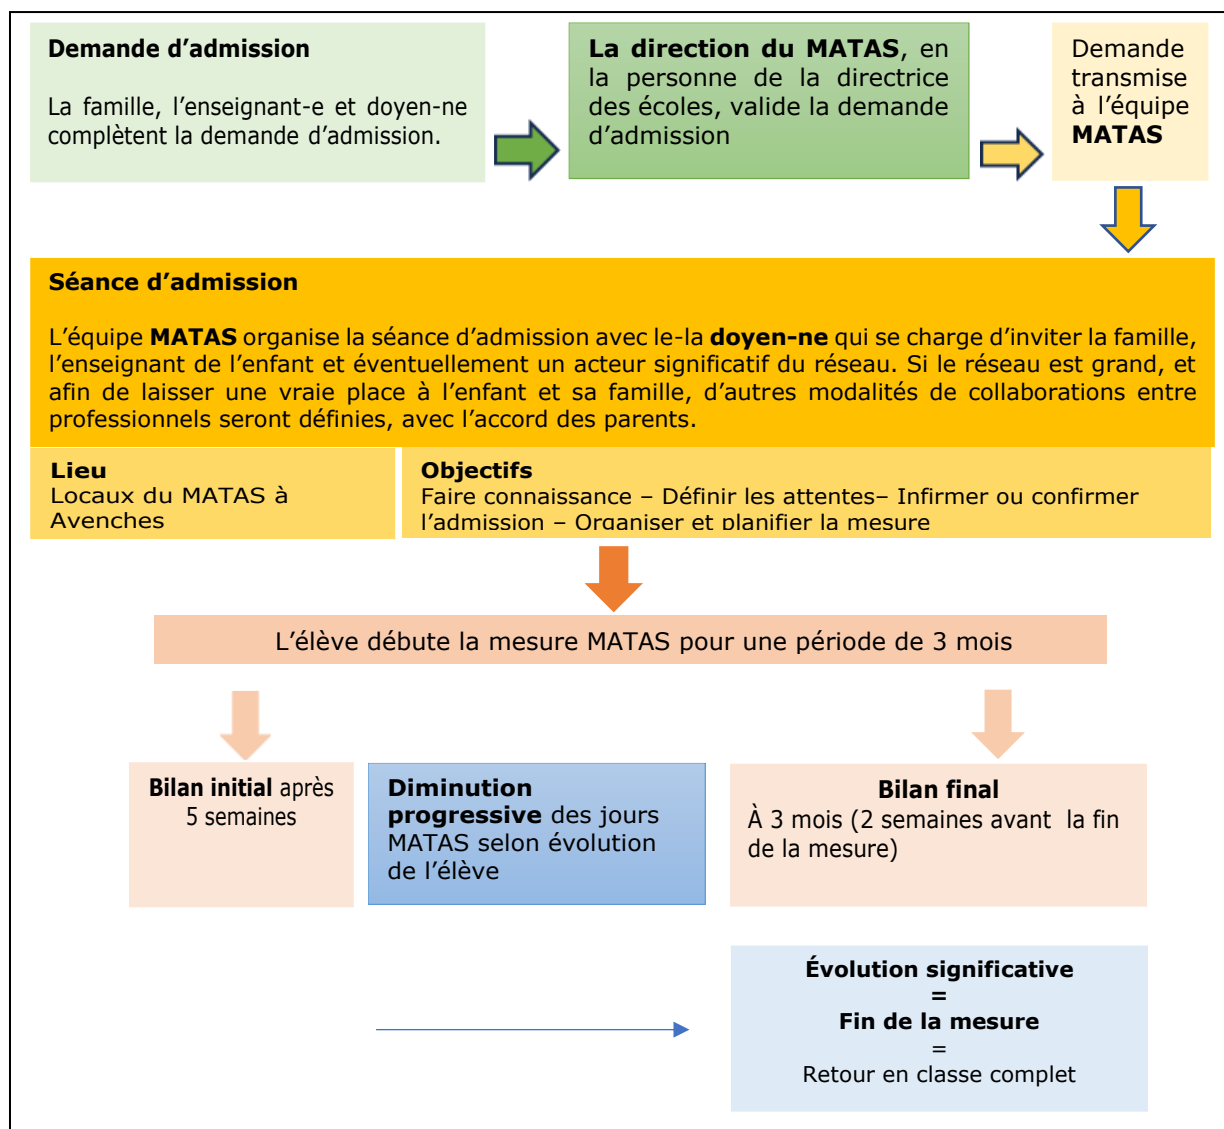 Demande d’admission
La famille, l’enseignant-e et doyen-ne
complètent la demande d’admission.
La direction du MATAS, en
la personne de la directrice
des écoles, valide la demande
d’admission
Demande
transmise
à l’équipe
MATAS
Séance d’admission
L’équipe MATAS organise la séance d’admission avec le-la doyen-ne qui se charge d’inviter la famille,
l’enseignant de l’enfant et éventuellement un acteur significatif du réseau. Si le réseau est grand, et
afin de laisser une vraie place à l’enfant et sa famille, d’autres modalités de collaborations entre
professionnels seront définies, avec l’accord des parents.
Lieu
Locaux du MATAS à
Avenches
Objectifs
Faire connaissance – Définir les attentes– Infirmer ou confirmer
l’admission – Organiser et planifier la mesure
L’élève débute la mesure MATAS pour une période de 3 mois
Bilan initial après
5 semaines
Diminution
progressive des jours
MATAS selon évolution
de l’élève
Bilan final
À 3 mois (2 semaines avant la fin
de la mesure)
Évolution significative
=
Fin de la mesure
=
Retour en classe complet